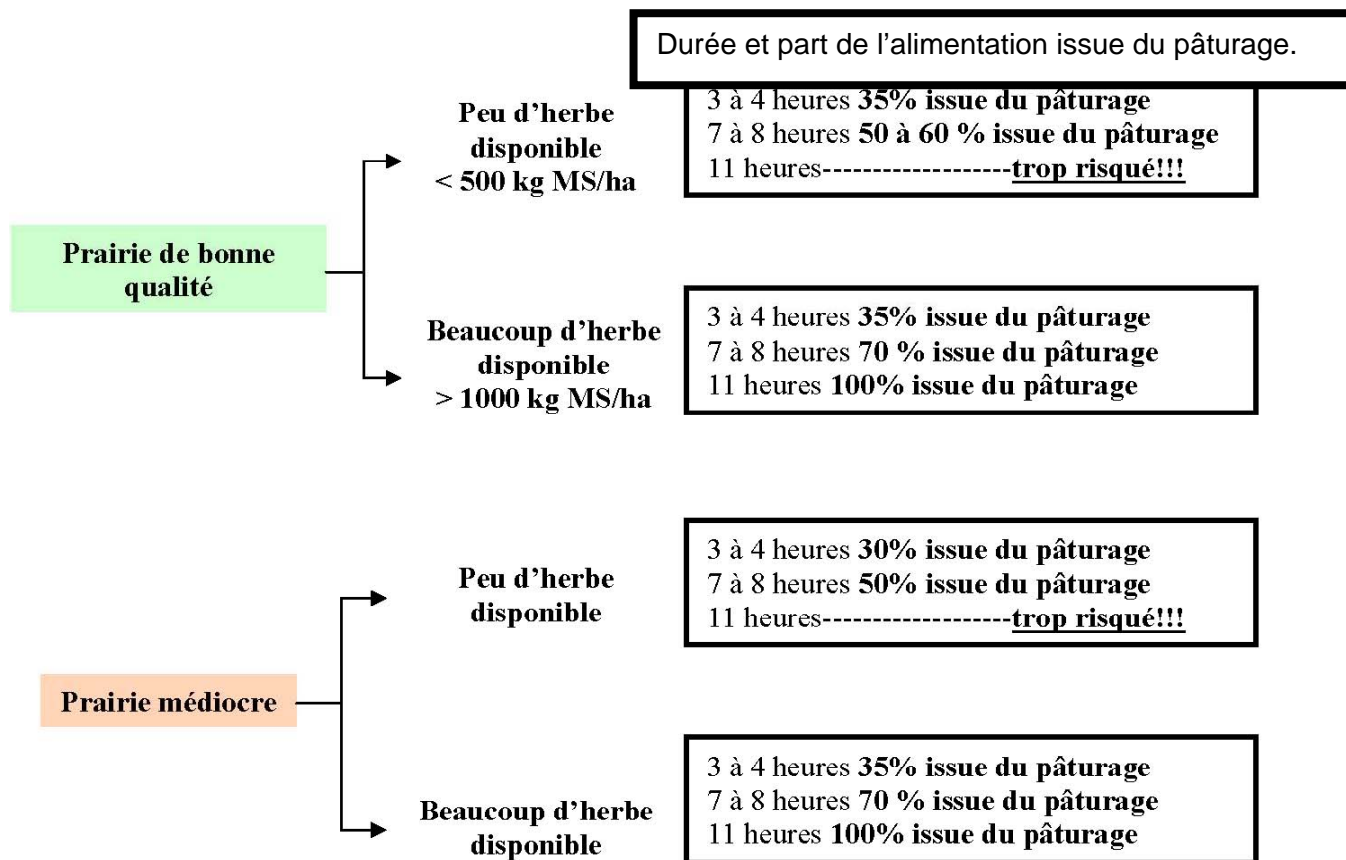 Durée et part de l’alimentation issue du pâturage.
Peu d’herbe
disponible
< 500 kg MS/ha
3 à 4 heures 35% issue du pâturage
7 à 8 heures 50 à 60 % issue du pâturage
11 heures-------------------trop risqué!!!
Prairie de bonne
qualité
Beaucoup d’herbe
disponible
> 1000 kg MS/ha
3 à 4 heures 35% issue du pâturage
7 à 8 heures 70 % issue du pâturage
11 heures 100% issue du pâturage
Peu d’herbe
disponible
3 à 4 heures 30% issue du pâturage
7 à 8 heures 50% issue du pâturage
11 heures-------------------trop risqué!!!
Prairie médiocre
Beaucoup d’herbe
disponible
3 à 4 heures 35% issue du pâturage
7 à 8 heures 70 % issue du pâturage
11 heures 100% issue du pâturage